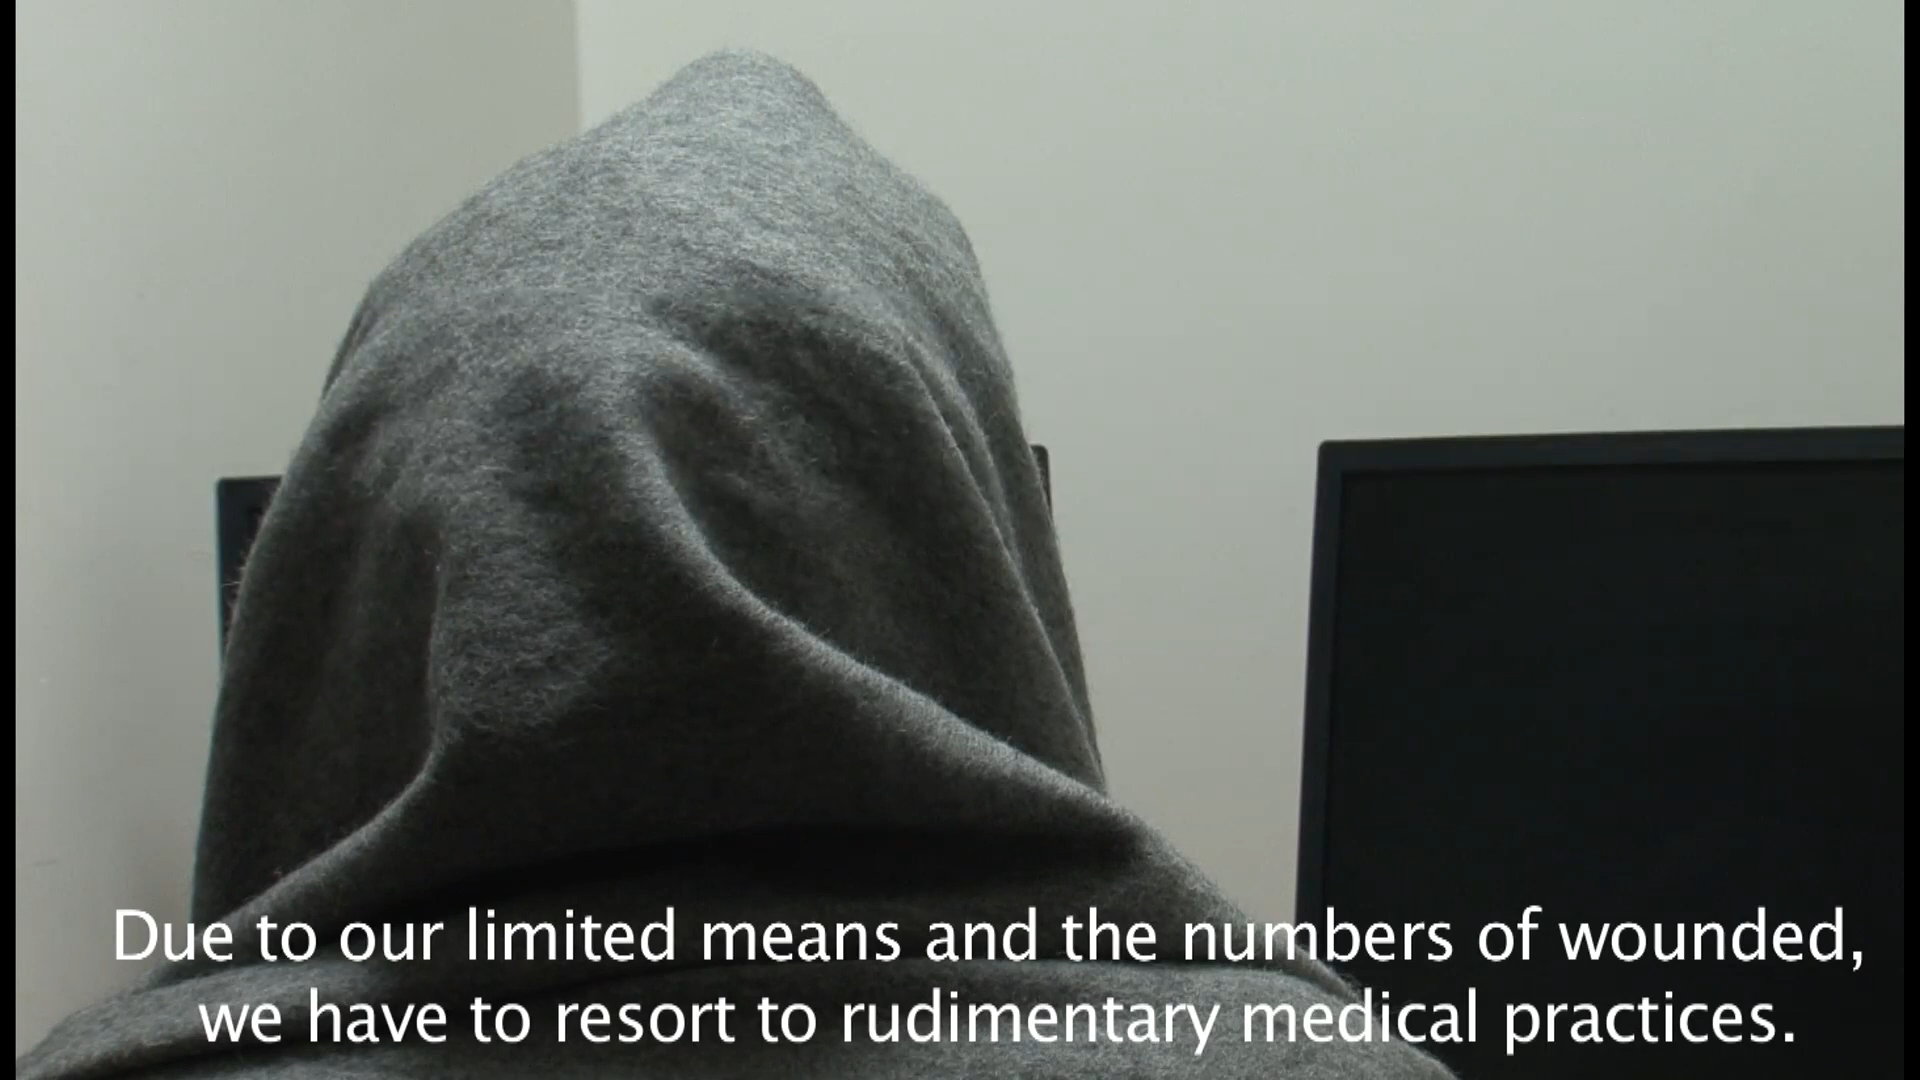 Due to our limited means and the numbers of wounded,
we have to resort to rudimentary medical practices.